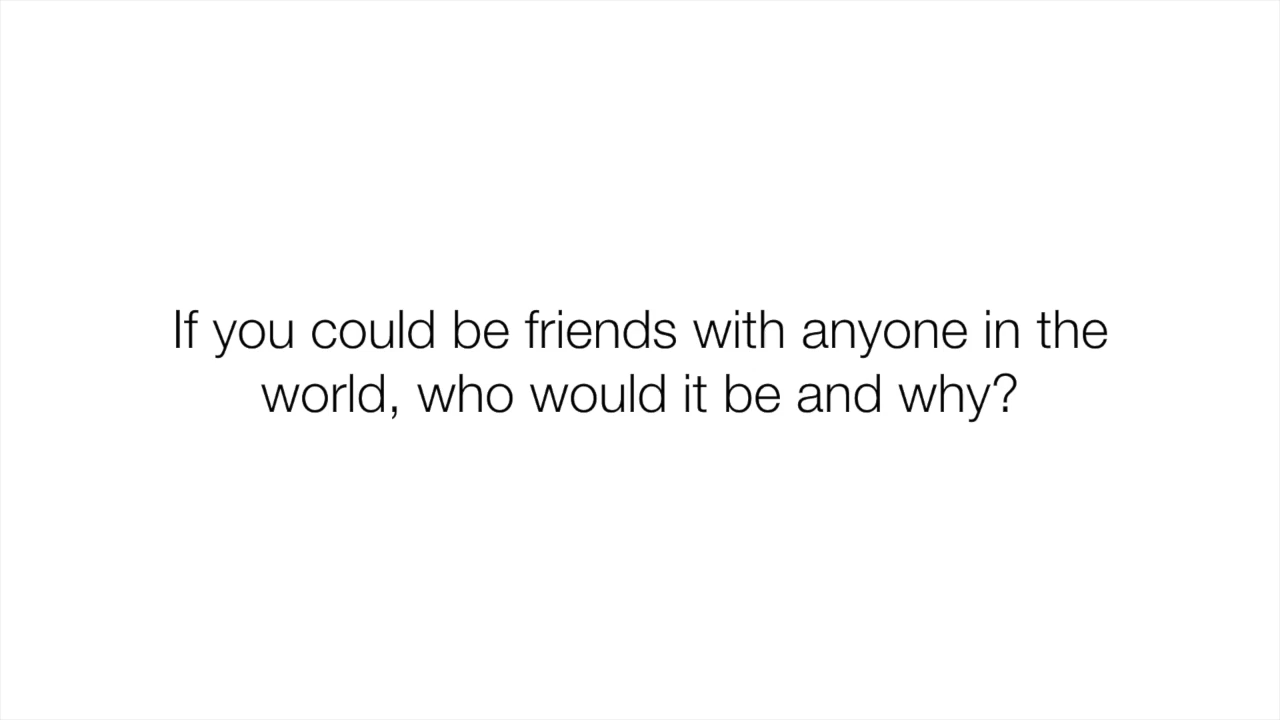 If you could be friends with anyone in the
world, who would it be and why?